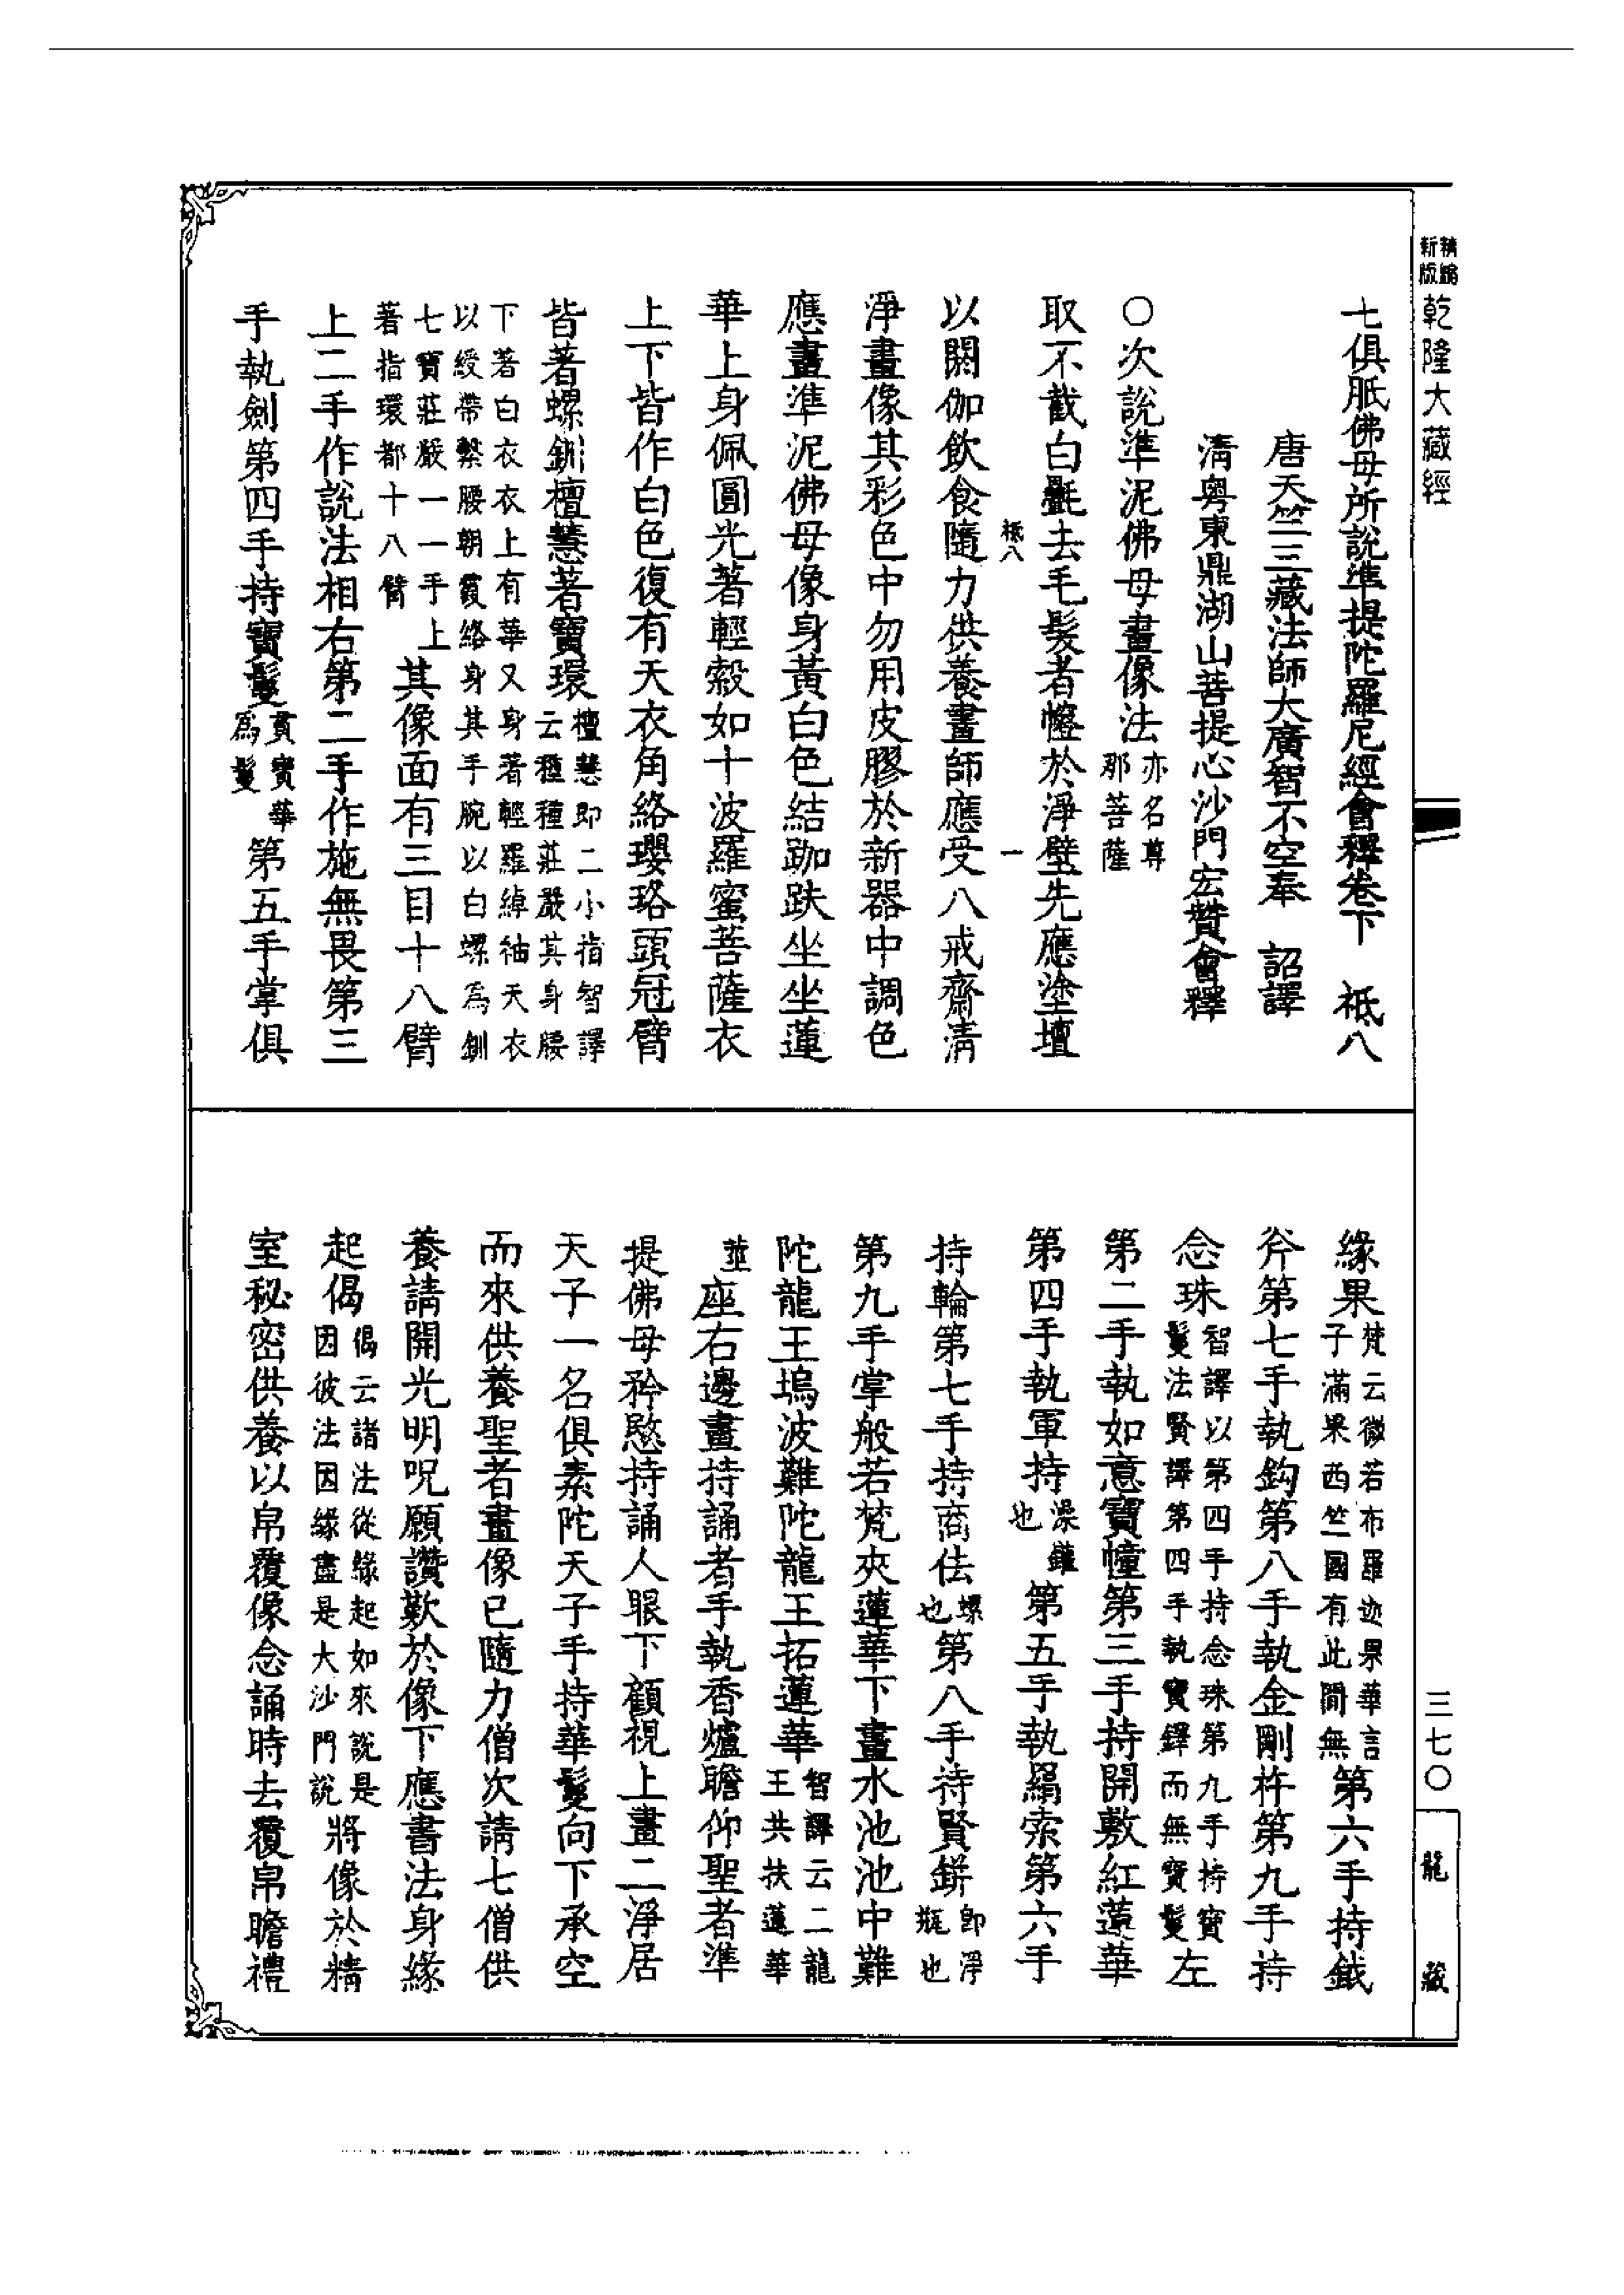 精縮新版
乾隆大藏經
七俱胝佛母所說準提陀羅尼經會釋卷下　祗八
唐天竺三藏法師大廣智不空奉　詔譯
清粵東鼎湖山菩提心沙門宏贊會釋
○次說準泥佛母畫像法亦名尊那菩薩
取不截白氎去毛髮者幰於淨壁先應塗壇
祗八　一
以閼伽飲食隨力供養畫師應受八戒齋清
淨畫像其彩色中勿用皮膠於新器中調色
應畫準泥佛母像身黃白色結跏趺坐坐蓮
華上身佩圓光著輕縠如十波羅蜜菩薩衣
上下皆作白色復有天衣角絡瓔珞頭冠臂
皆著螺釧檀慧著寶環檀慧即二小指智譯云種種莊嚴其身腰
下著白衣衣上有華又身著輕羅綽袖天衣
以綬帶繫腰朝霞絡身其手腕以白螺為釧
七寶莊嚴一一手上著指環都十八臂其像面有三目十八臂
上二手作說法相右第二手作施無畏第三
手執劍第四手持寶鬘貫寶華為鬘第五手掌俱
緣果梵云微若布羅迦果華言子滿果西竺國有此間無第六手持鉞
斧第七手執鉤第八手執金剛杵第九手持
念珠智譯以第四手持念珠第九手持寶鬘法賢譯第四手執寶鐸而無寶鬘左
第二手執如意寶幢第三手持開敷紅蓮華
第四手執軍持澡鑵也第五手執羂索第六手
持輪第七手持商佉螺也第八手持賢缾即淨瓶也
第九手掌般若梵夾蓮華下畫水池池中難
陀龍王塢波難陀龍王拓蓮華智譯云二龍王共扶蓮華
莖座右邊畫持誦者手執香爐瞻仰聖者準
提佛母矜愍持誦人眼下顧視上畫二淨居
天子一名俱素陀天子手持華鬘向下承空
而來供養聖者畫像已隨力僧次請七僧供
養請開光明呪願讚歎於像下應書法身緣
起偈偈云諸法從緣起如來說是因彼法因緣盡是大沙門說將像於精
室秘密供養以帛覆像念誦時去覆帛瞻禮
三七〇
龍藏